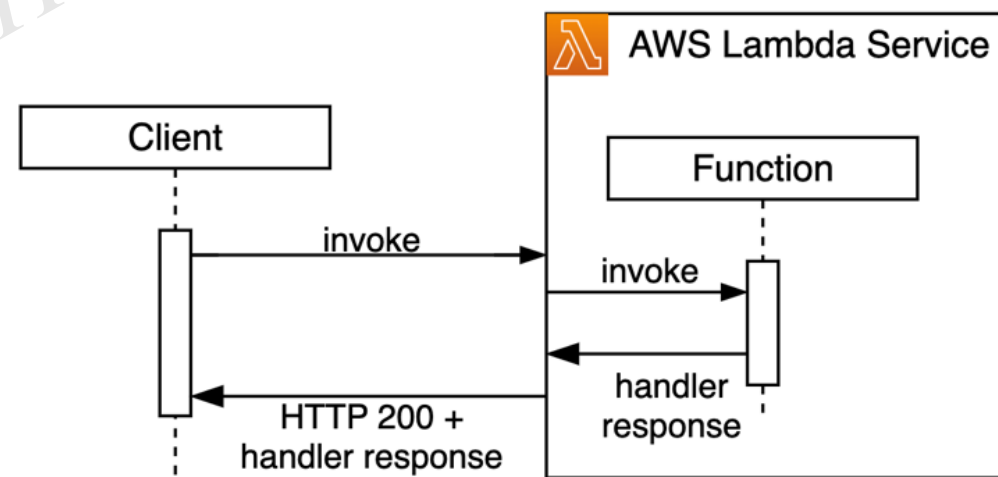 AWS Lambda Service
Client
Function
invoke
invoke
handler
response
HTTP 200 +
handler response